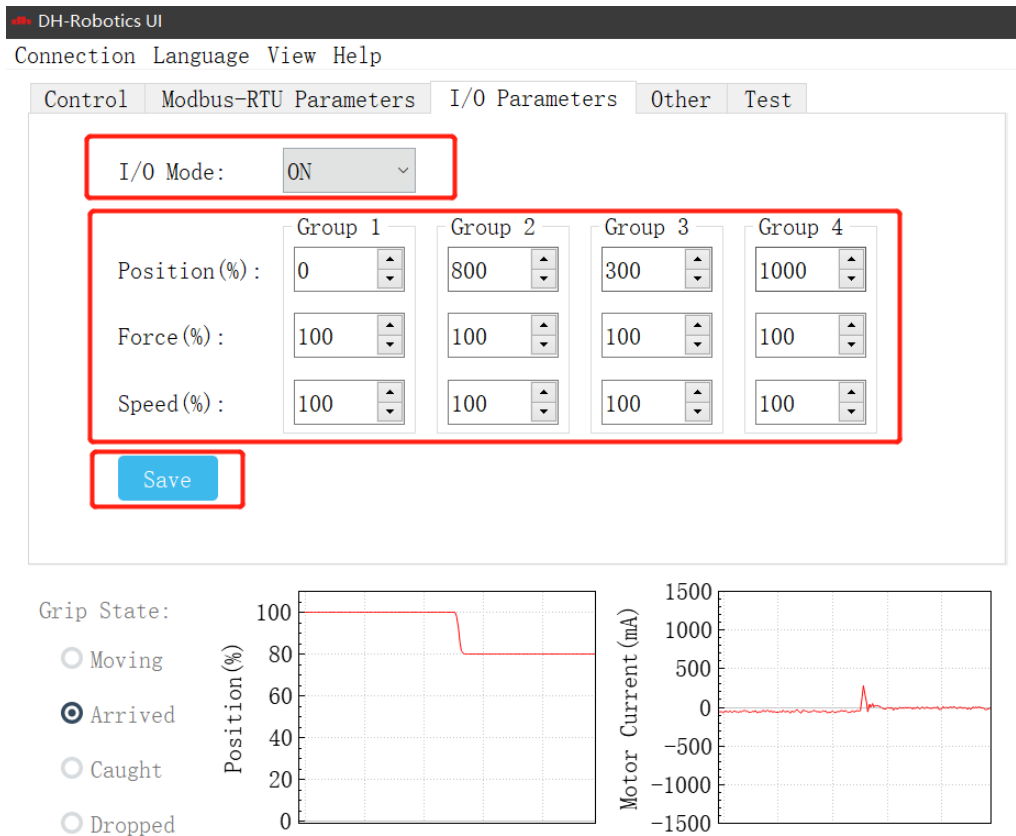 DH-Robotics UI
Connection Language View Help
Control Modbus-RTU Parameters I/O Parameters Other Test
I/O Mode: ON
Group 1 Group 2 Group 3 Group 4
Position(%): 0 800 300 1000
Force(%): 100 100 100 100
Speed(%): 100 100 100 100
Save
Grip State:
Moving
Arrived
Caught
Dropped
Position(%)
100
80
60
40
20
0
Motor Current(mA)
1500
1000
500
0
-500
-1000
-1500